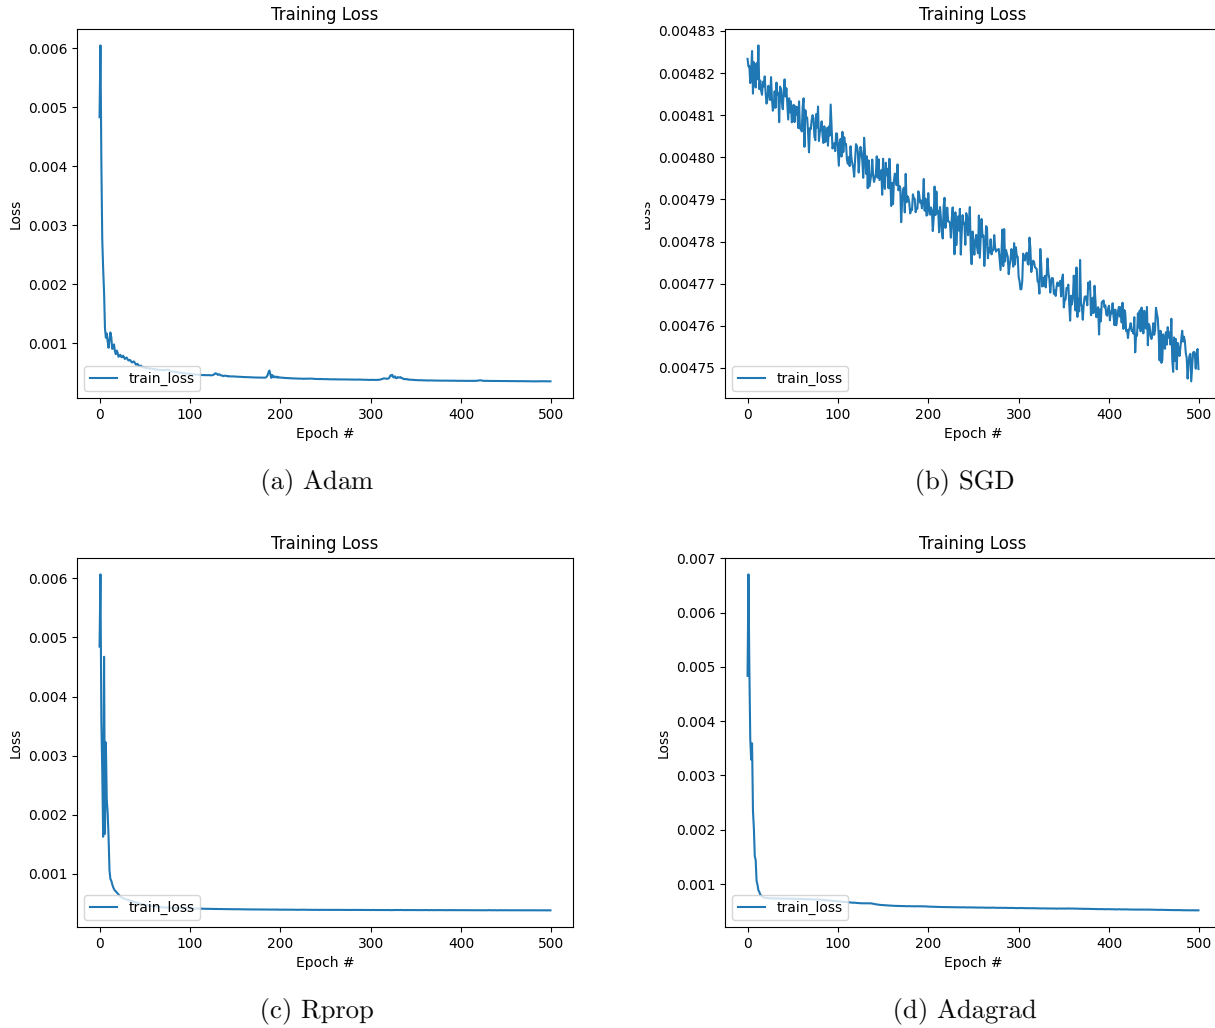 Training Loss
0.006
0.005
0.004
0.003
0.002
0.001
Loss
train_loss
0 100 200 300 400 500
Epoch #
(a) Adam
Training Loss
0.00483
0.00482
0.00481
0.00480
0.00479
0.00478
0.00477
0.00476
0.00475
Loss
train_loss
0 100 200 300 400 500
Epoch #
(b) SGD
Training Loss
0.006
0.005
0.004
0.003
0.002
0.001
Loss
train_loss
0 100 200 300 400 500
Epoch #
(c) Rprop
Training Loss
0.007
0.006
0.005
0.004
0.003
0.002
0.001
Loss
train_loss
0 100 200 300 400 500
Epoch #
(d) Adagrad